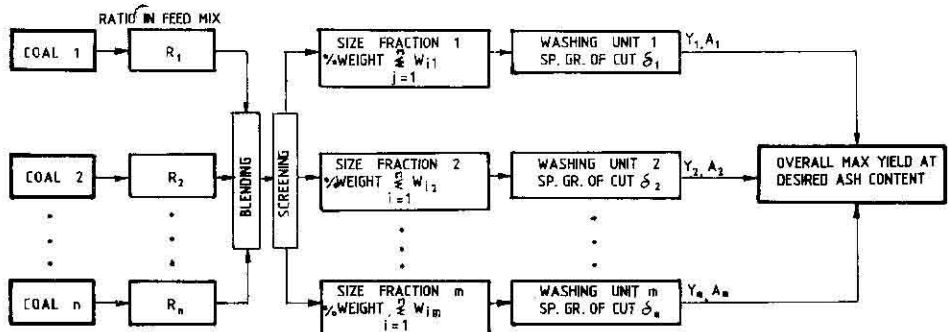 RATIO IN FEED MIX
COAL 1
R1
SIZE FRACTION 1
%WEIGHT Σ Wi1
j=1
WASHING UNIT 1
SP. GR. OF CUT δ1
Y1, A1
BLENDING
SCREENING
COAL 2
R2
SIZE FRACTION 2
%WEIGHT Σ Wi2
i=1
WASHING UNIT 2
SP. GR. OF CUT δ2
Y2, A2
OVERALL MAX YIELD AT
DESIRED ASH CONTENT
COAL n
Rn
SIZE FRACTION m
%WEIGHT Σ Wim
i=1
WASHING UNIT m
SP. GR. OF CUT δm
Ym, Am